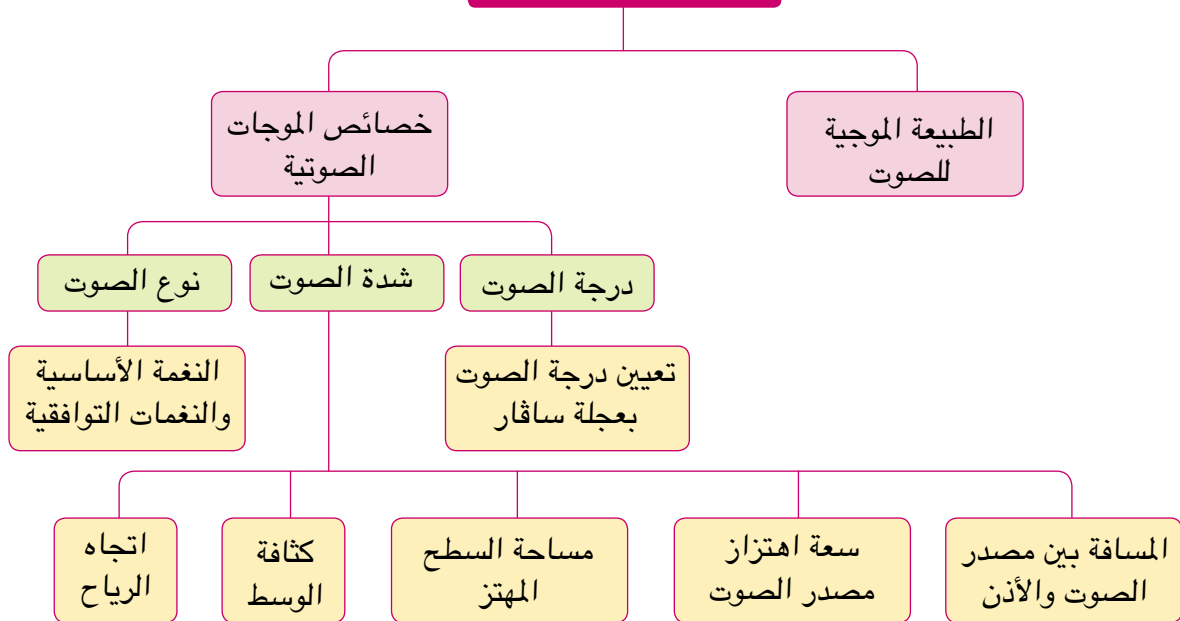 الطبيعة الموجية
للصوت
خصائص الموجات
الصوتية
درجة الصوت
شدة الصوت
نوع الصوت
تعيين درجة الصوت
بعجلة ساڤار
النغمة الأساسية
والنغمات التوافقية
المسافة بين مصدر
الصوت والأذن
سعة اهتزاز
مصدر الصوت
مساحة السطح
المهتز
كثافة
الوسط
اتجاه
الرياح